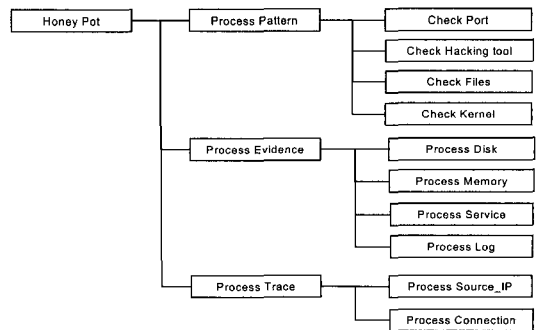 Honey Pot
Process Pattern
Check Port
Check Hacking tool
Check Files
Check Kernel
Process Evidence
Process Disk
Process Memory
Process Service
Process Log
Process Trace
Process Source_IP
Process Connection